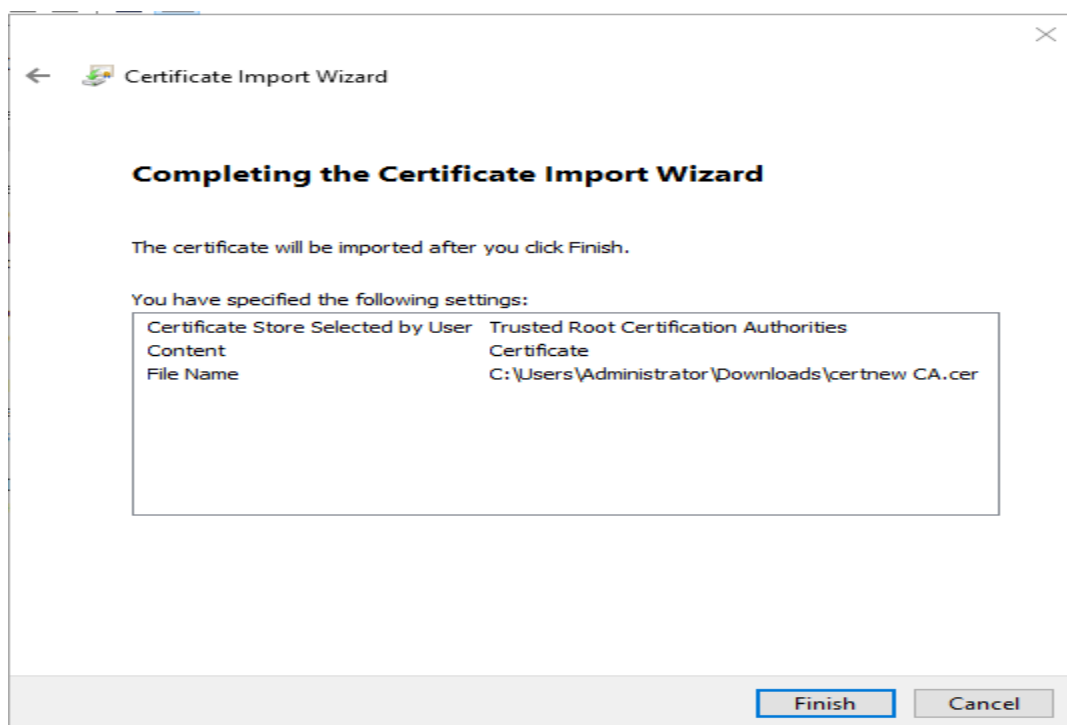 Certificate Import Wizard
Completing the Certificate Import Wizard
The certificate will be imported after you click Finish.
You have specified the following settings:
Certificate Store Selected by User Trusted Root Certification Authorities
Content Certificate
File Name C:\Users\Administrator\Downloads\certnew CA.cer
Finish Cancel